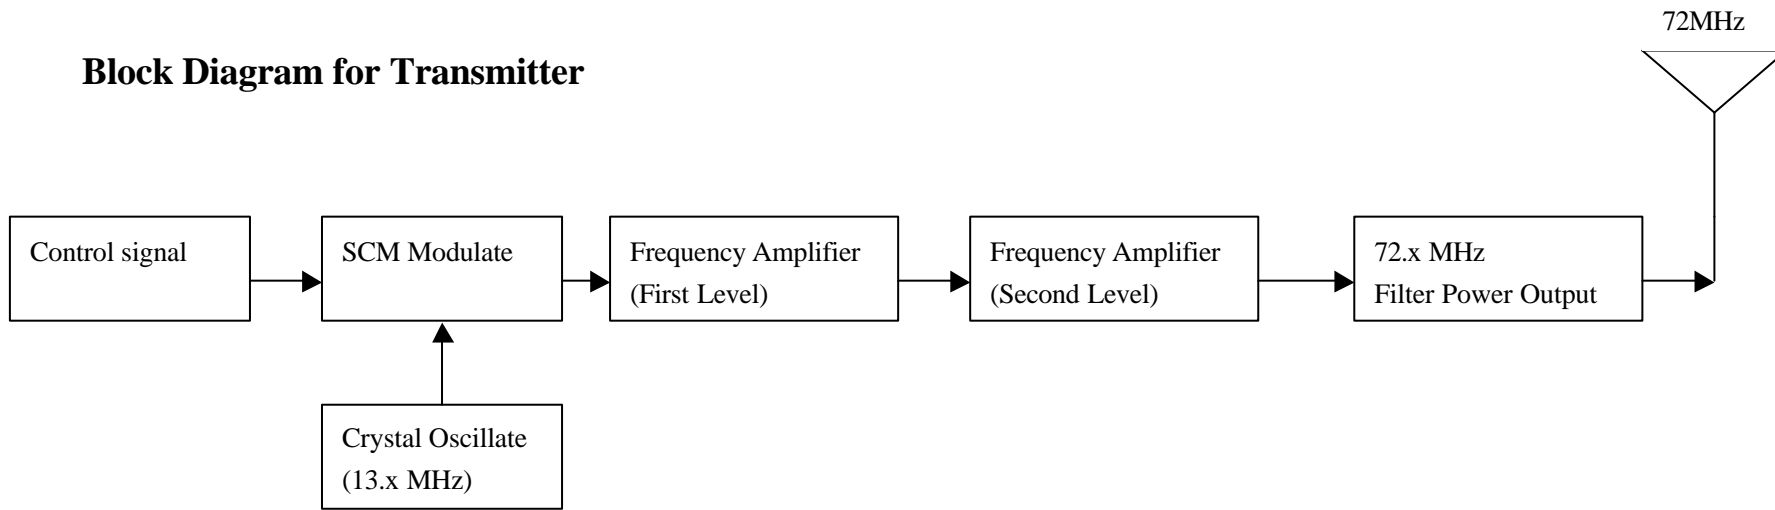 72MHz
Block Diagram for Transmitter
Control signal
SCM Modulate
Frequency Amplifier
(First Level)
Frequency Amplifier
(Second Level)
72.x MHz
Filter Power Output
Crystal Oscillate
(13.x MHz)